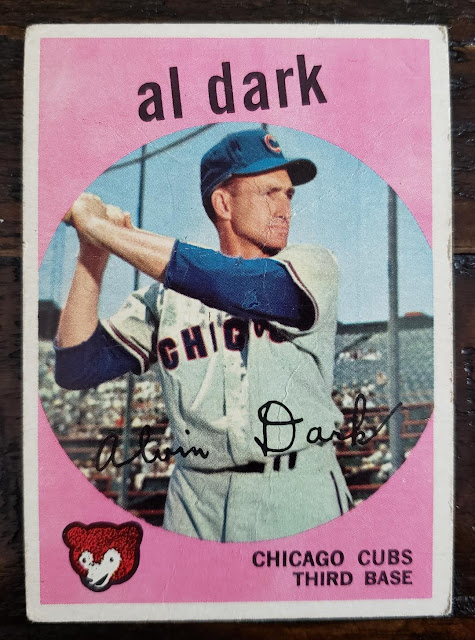 al dark
C
CHICAGO
Alvin Dark
CHICAGO CUBS
THIRD BASE